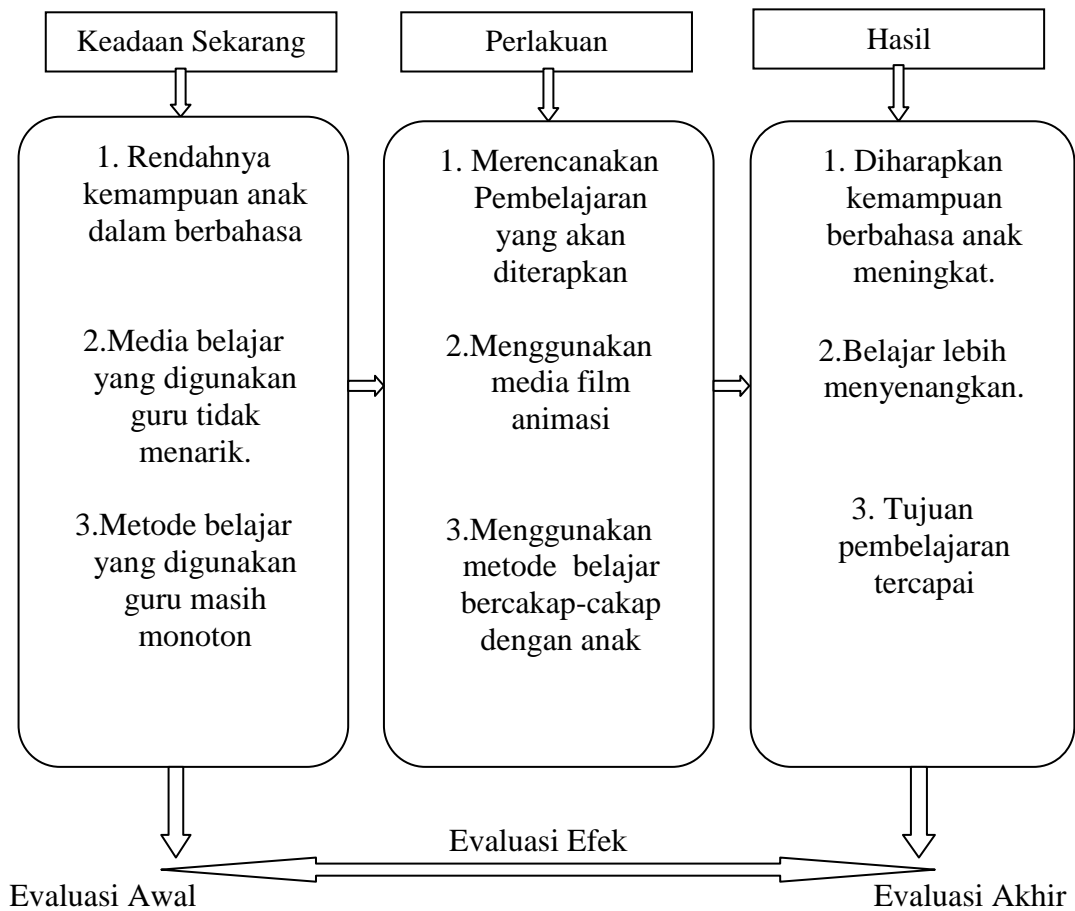 Keadaan Sekarang
Perlakuan
Hasil
1. Rendahnya
kemampuan anak
dalam berbahasa
2.Media belajar
yang digunakan
guru tidak
menarik.
3.Metode belajar
yang digunakan
guru masih
monoton
1. Merencanakan
Pembelajaran
yang akan
diterapkan
2.Menggunakan
media film
animasi
3.Menggunakan
metode belajar
bercakap-cakap
dengan anak
1. Diharapkan
kemampuan
berbahasa anak
meningkat.
2.Belajar lebih
menyenangkan.
3. Tujuan
pembelajaran
tercapai
Evaluasi Efek
Evaluasi Awal
Evaluasi Akhir